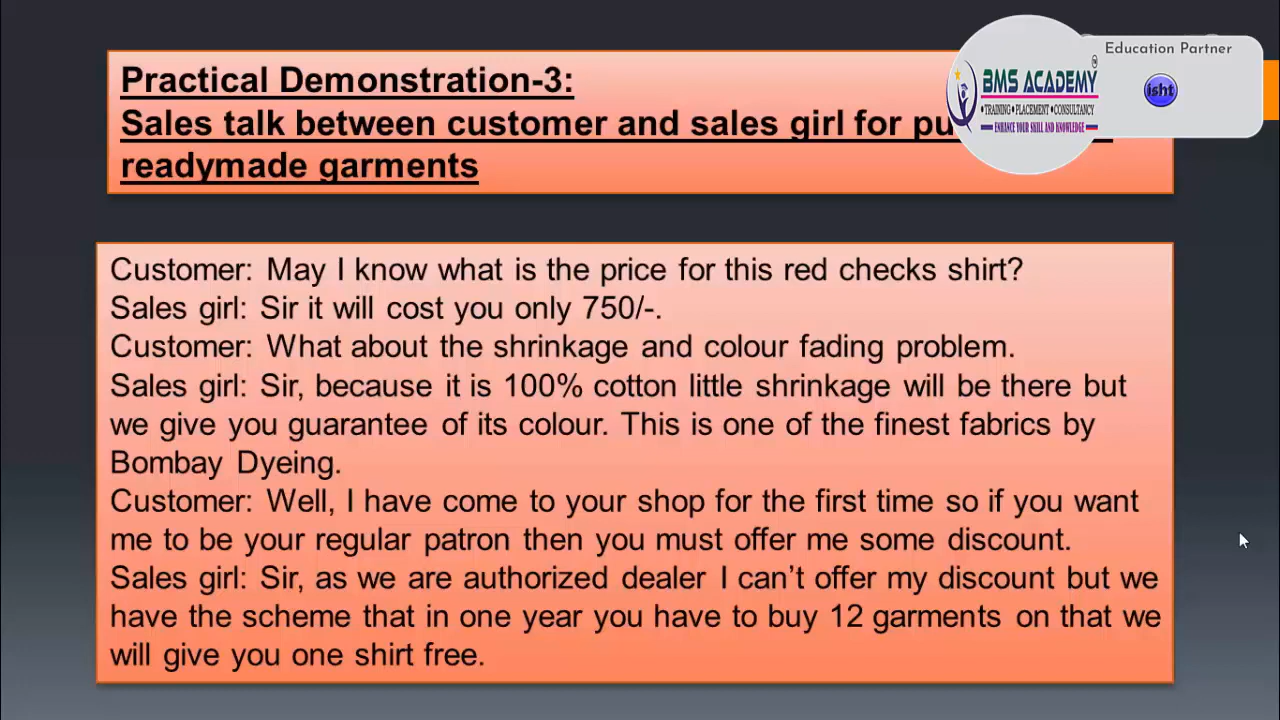 Practical Demonstration-3:
Sales talk between customer and sales girl for
readymade garments
Education Partner
isht
BMS ACADEMY
®
•TRAINING •PLACEMENT •CONSULTANCY
ENHANCE YOUR SKILL AND KNOWLEDGE
Customer: May I know what is the price for this red checks shirt?
Sales girl: Sir it will cost you only 750/-.
Customer: What about the shrinkage and colour fading problem.
Sales girl: Sir, because it is 100% cotton little shrinkage will be there but
we give you guarantee of its colour. This is one of the finest fabrics by
Bombay Dyeing.
Customer: Well, I have come to your shop for the first time so if you want
me to be your regular patron then you must offer me some discount.
Sales girl: Sir, as we are authorized dealer I can’t offer my discount but we
have the scheme that in one year you have to buy 12 garments on that we
will give you one shirt free.